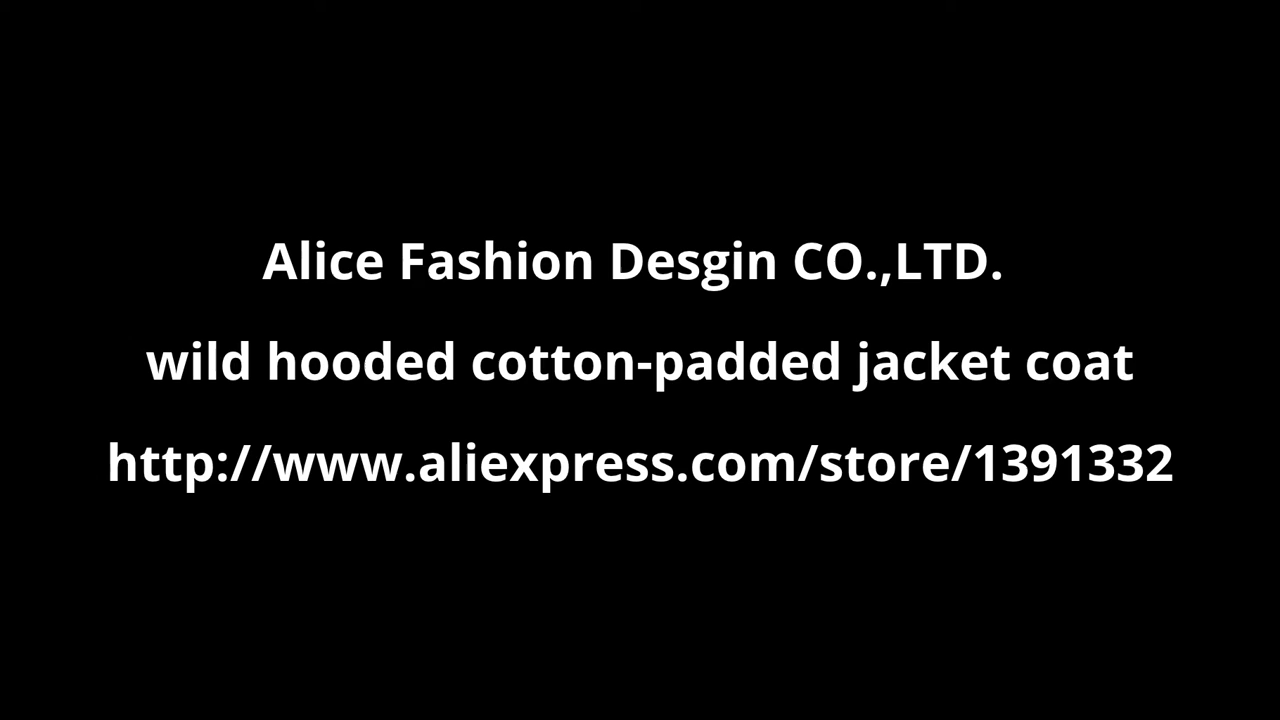 Alice Fashion Desgin CO.,LTD.
wild hooded cotton-padded jacket coat
http://www.aliexpress.com/store/1391332